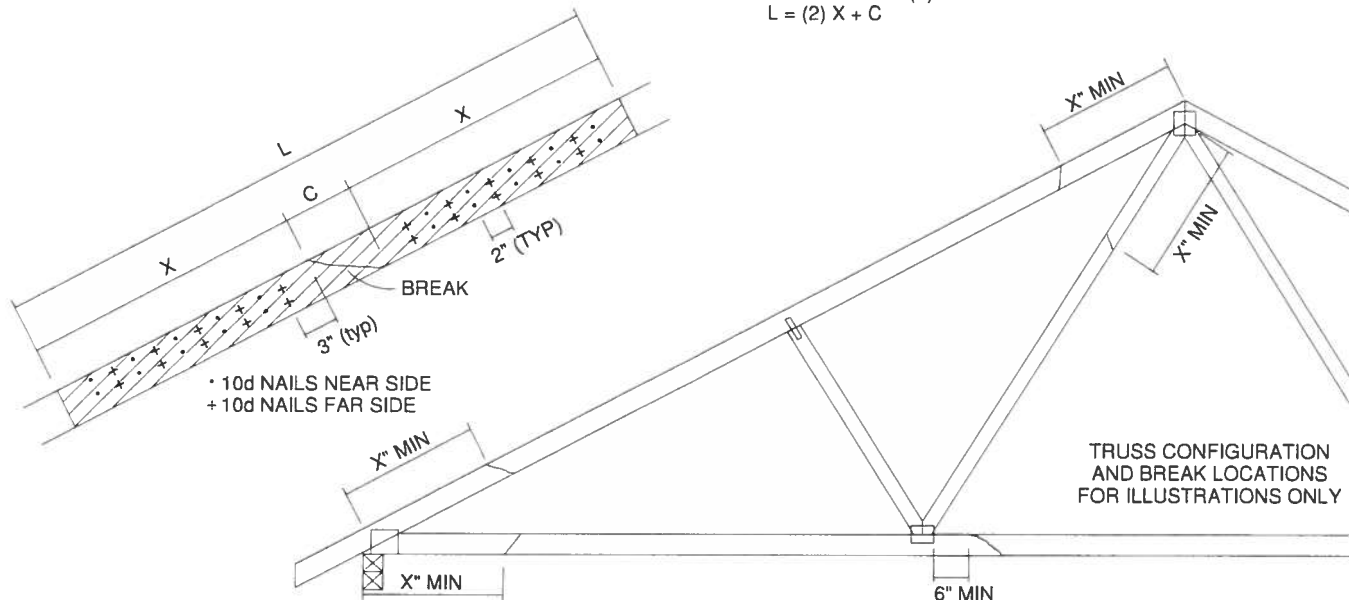 L = (2) X + C
L
X
C
X
2" (TYP)
BREAK
3" (typ)
• 10d NAILS NEAR SIDE
+ 10d NAILS FAR SIDE
X" MIN
X" MIN
X" MIN
TRUSS CONFIGURATION
AND BREAK LOCATIONS
FOR ILLUSTRATIONS ONLY
X" MIN
6" MIN